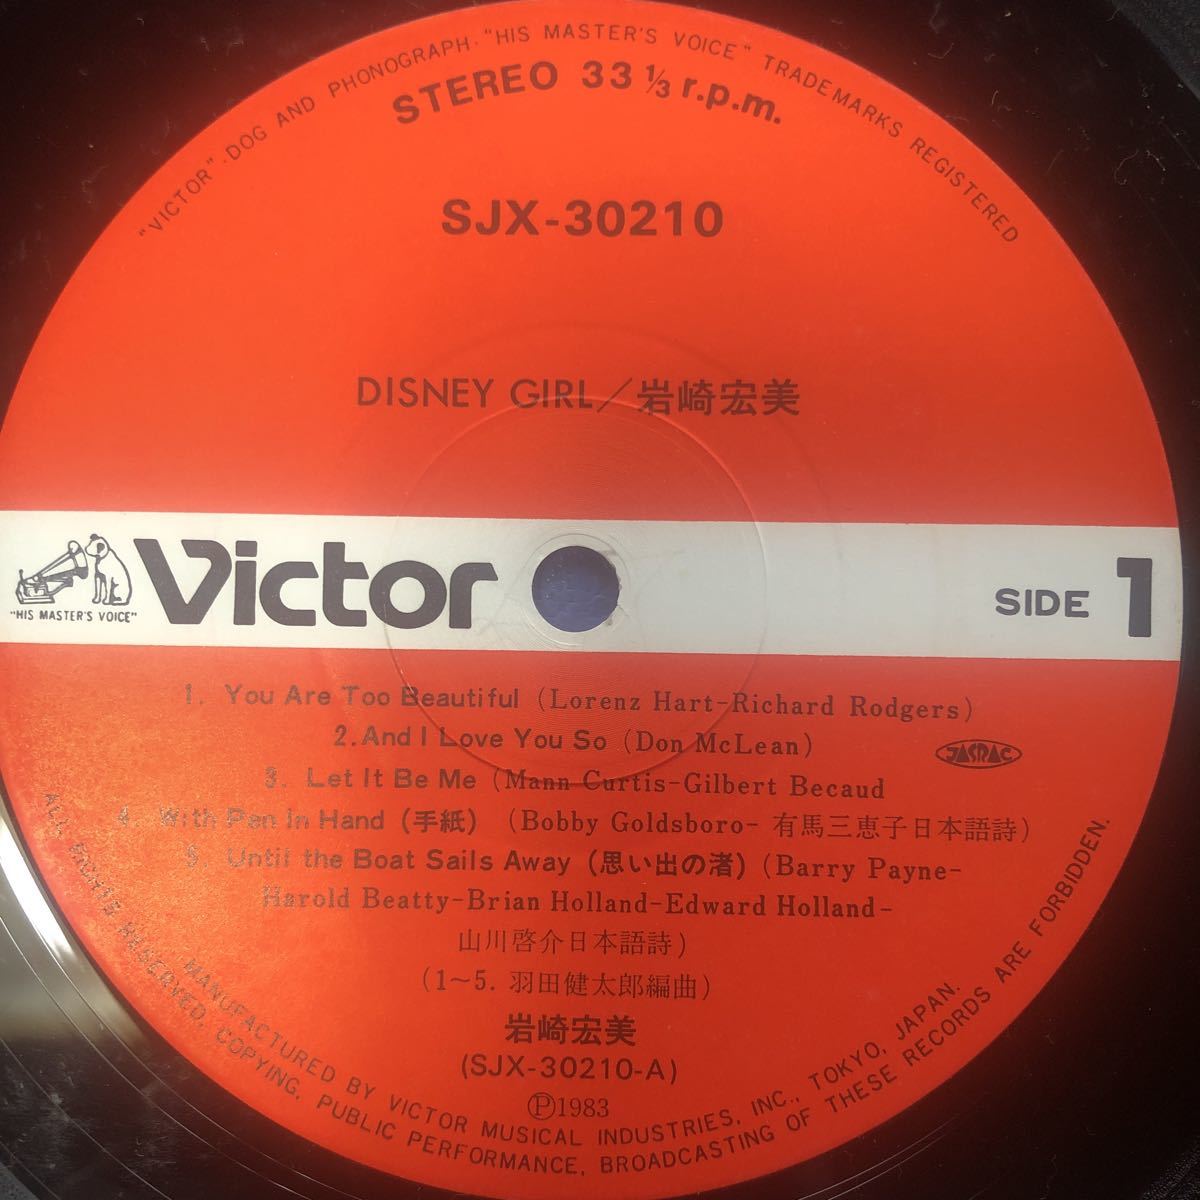 "VICTOR"·DOG AND PHONOGRAPH·"HIS MASTER'S VOICE" TRADEMARKS REGISTERED
STEREO 33 1/3 r.p.m.
SJX-30210
DISNEY GIRL／岩崎宏美
"HIS MASTER'S VOICE"
Victor
SIDE 1
1. You Are Too Beautiful (Lorenz Hart-Richard Rodgers)
2.And I Love You So (Don McLean)
JASRAC
3. Let It Be Me (Mann Curtis-Gilbert Becaud
4. With Pen In Hand (手紙) (Bobby Goldsboro- 有馬三恵子日本語詩)
5. Until the Boat Sails Away (思い出の渚) (Barry Payne-
Harold Beatty-Brian Holland-Edward Holland-
山川啓介日本語詩)
(1~5. 羽田健太郎編曲)
岩崎宏美
(SJX-30210-A)
Ⓟ1983
MANUFACTURED BY VICTOR MUSICAL INDUSTRIES, INC., TOKYO, JAPAN.
ALL RIGHTS RESERVED, COPYING, PUBLIC PERFORMANCE, BROADCASTING OF THESE RECORDS ARE FORBIDDEN.